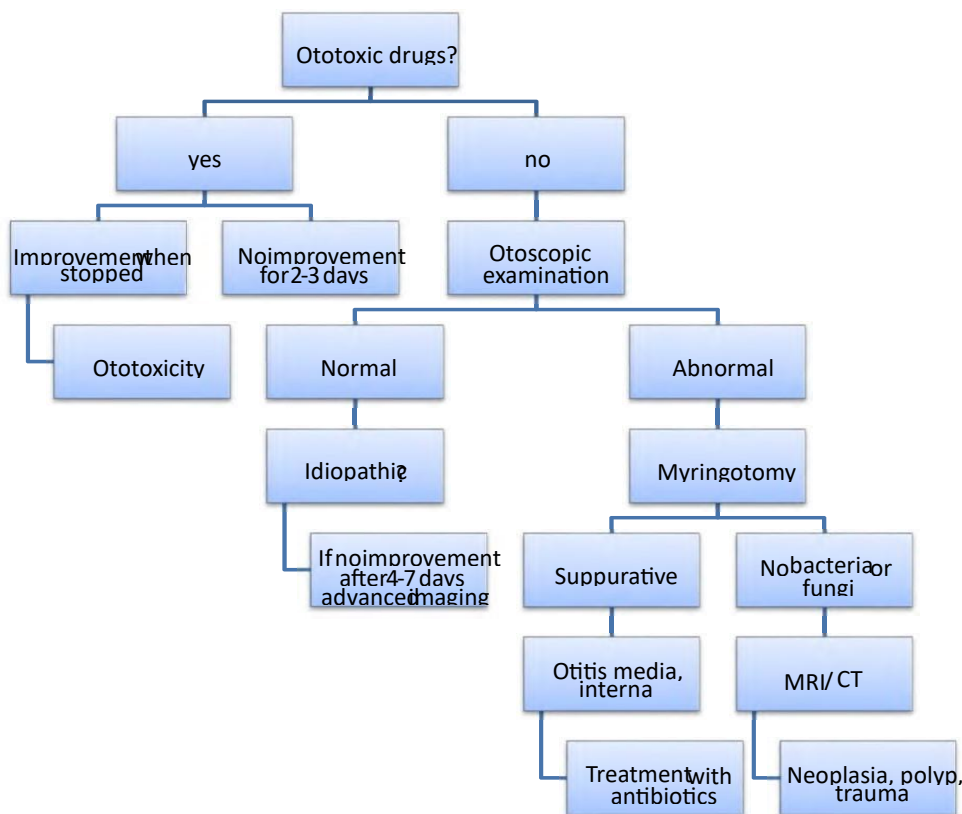 Ototoxic drugs?
yes
no
Improvement when
stopped
No improvement
for 2-3 days
Otoscopic
examination
Ototoxicity
Normal
Abnormal
Idiopathic?
Myringotomy
If no improvement
after 4-7 days
advanced imaging
Suppurative
No bacteria or
fungi
Otitis media,
interna
MRI/ CT
Treatment with
antibiotics
Neoplasia, polyp,
trauma